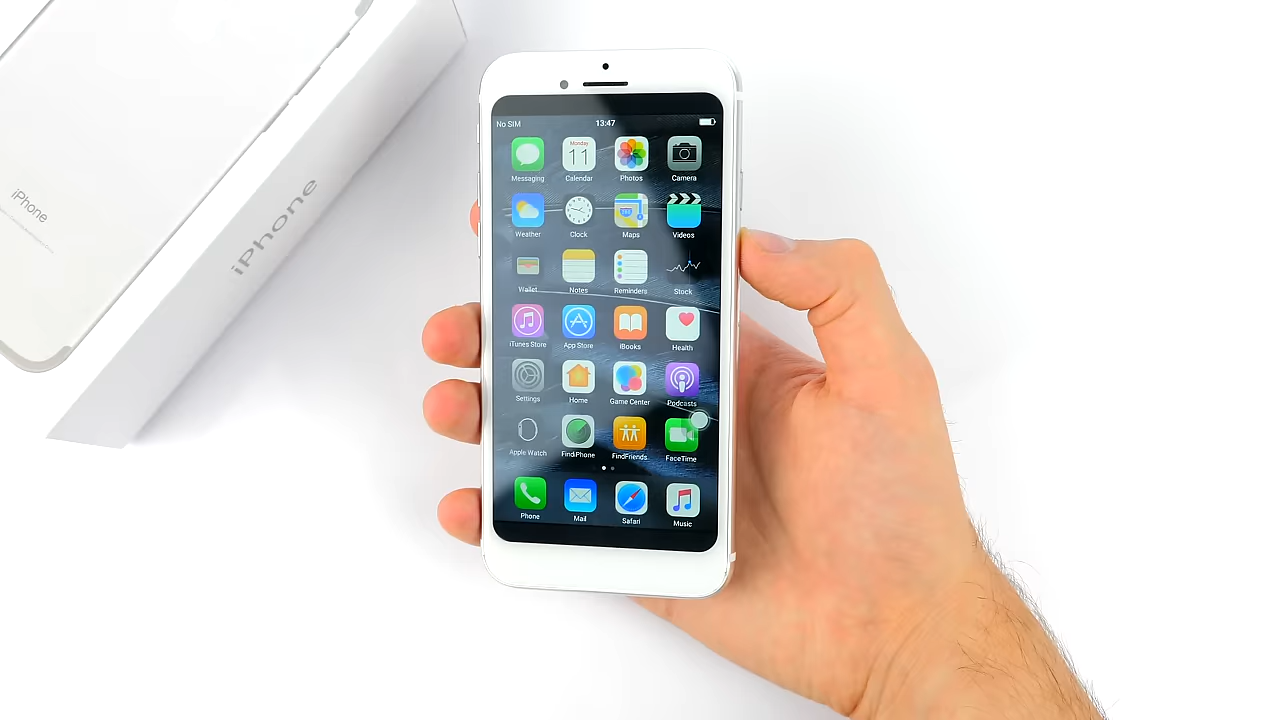 iPhone
iPhone
No SIM
13:47
Monday
11
Messaging
Calendar
Photos
Camera
Weather
Clock
Maps
Videos
Wallet
Notes
Reminders
Stock
iTunes Store
App Store
iBooks
Health
Settings
Home
Game Center
Podcasts
Apple Watch
FindiPhone
FindFriends
FaceTime
Phone
Mail
Safari
Music